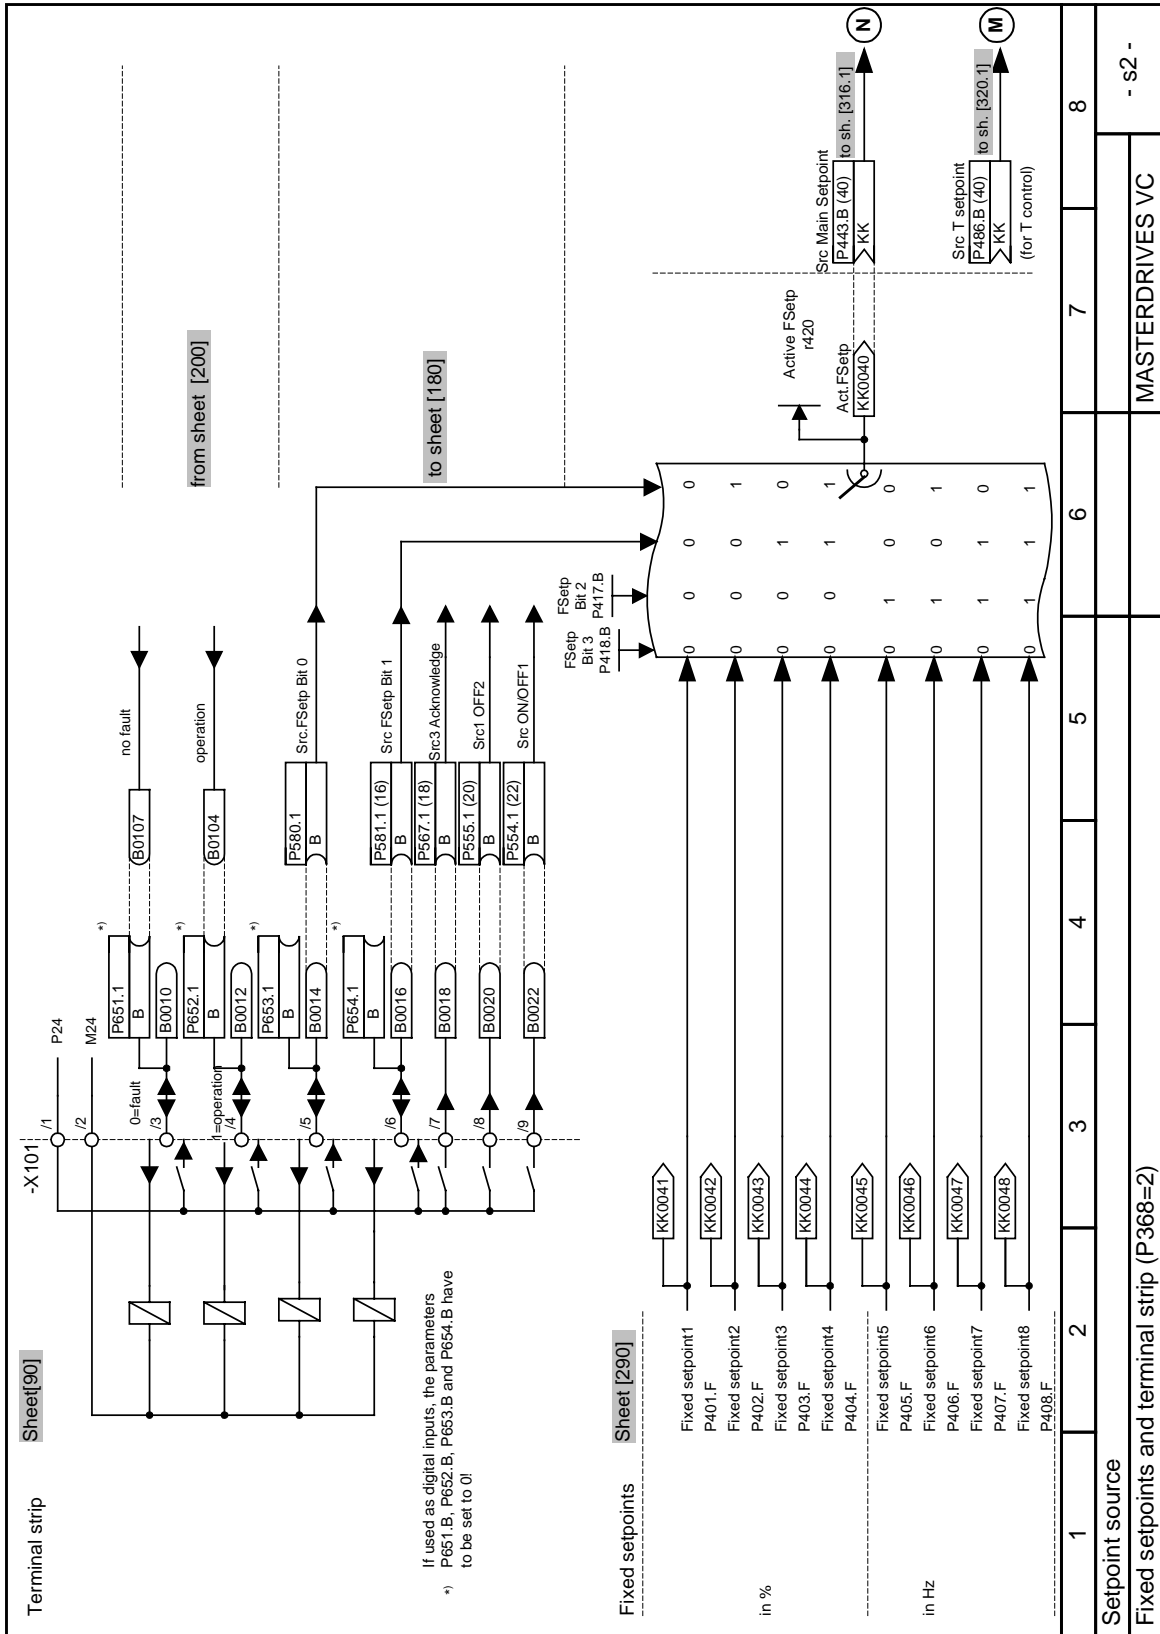 Terminal strip
Sheet[90]
-X101
/1
P24
/2
M24
0=fault
/3
P651.1
B
*)
B0010
B0107
no fault
1=operation
/4
P652.1
B
*)
B0012
B0104
operation
from sheet [200]
/5
P653.1
B
*)
B0014
P580.1
B
Src.FSetp Bit 0
/6
P654.1
B
*)
B0016
P581.1 (16)
B
Src FSetp Bit 1
/7
B0018
P567.1 (18)
B
Src3 Acknowledge
to sheet [180]
/8
B0020
P555.1 (20)
B
Src1 OFF2
/9
B0022
P554.1 (22)
B
Src ON/OFF1
If used as digital inputs, the parameters
*) P651.B, P652.B, P653.B and P654.B have
to be set to 0!
Fixed setpoints
Sheet [290]
FSetp
Bit 3
P418.B
FSetp
Bit 2
P417.B
in %
Fixed setpoint1
P401.F
KK0041
0 0 0 0
Fixed setpoint2
P402.F
KK0042
0 0 0 1
Fixed setpoint3
P403.F
KK0043
0 0 1 0
Fixed setpoint4
P404.F
KK0044
0 0 1 1
in Hz
Fixed setpoint5
P405.F
KK0045
0 1 0 0
Fixed setpoint6
P406.F
KK0046
0 1 0 1
Fixed setpoint7
P407.F
KK0047
0 1 1 0
Fixed setpoint8
P408.F
KK0048
0 1 1 1
Active FSetp
r420
Act.FSetp
KK0040
Src Main Setpoint
P443.B (40)
KK
to sh. [316.1]
N
Src T setpoint
P486.B (40)
KK
(for T control)
to sh. [320.1]
M
1 2 3 4 5 6 7 8
Setpoint source
Fixed setpoints and terminal strip (P368=2)
MASTERDRIVES VC
- s2 -